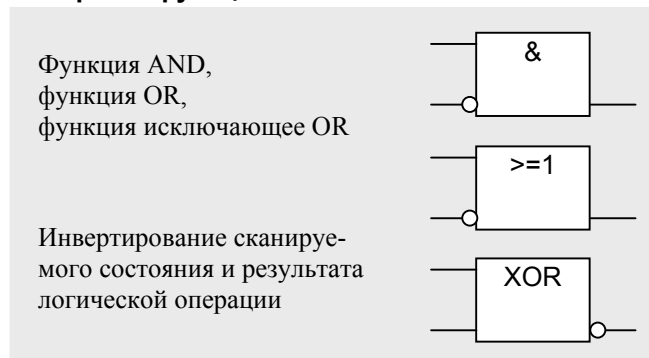 Функция AND,
функция OR,
функция исключающее OR
Инвертирование сканируе-
мого состояния и результата
логической операции
&
>=1
XOR